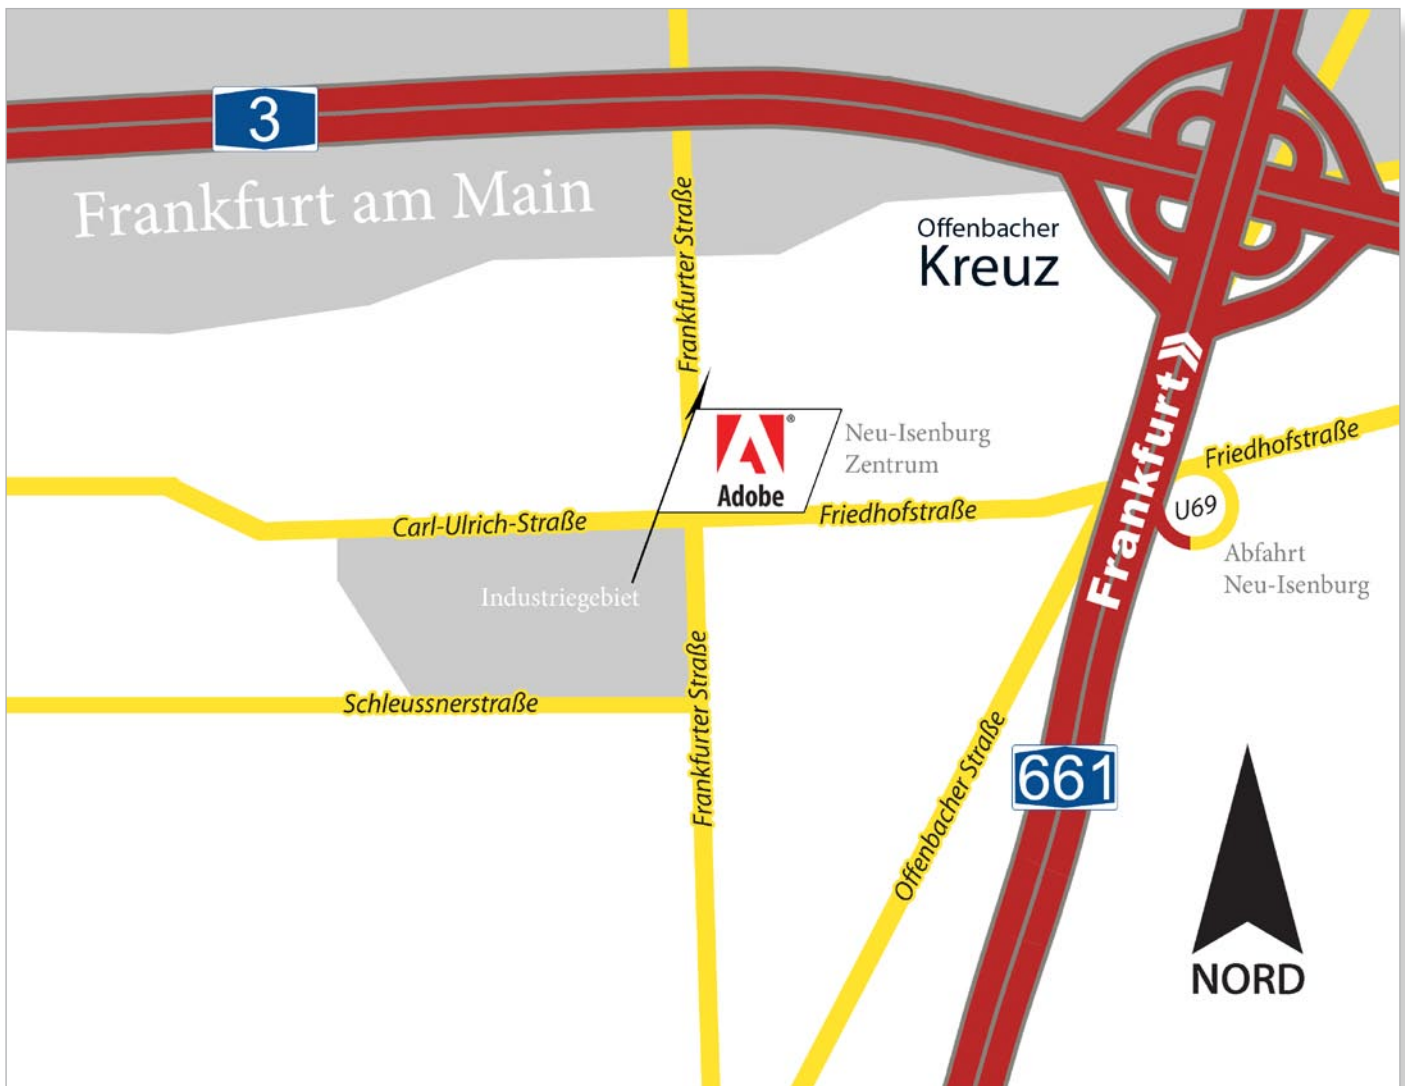 3
Frankfurt am Main
Frankfurter Straße
Offenbacher
Kreuz
Frankfurt
Adobe®
Neu-Isenburg
Zentrum
Friedhofstraße
Carl-Ulrich-Straße
Friedhofstraße
U69
Abfahrt
Neu-Isenburg
Industriegebiet
Frankfurter Straße
Schleussnerstraße
Offenbacher Straße
661
NORD